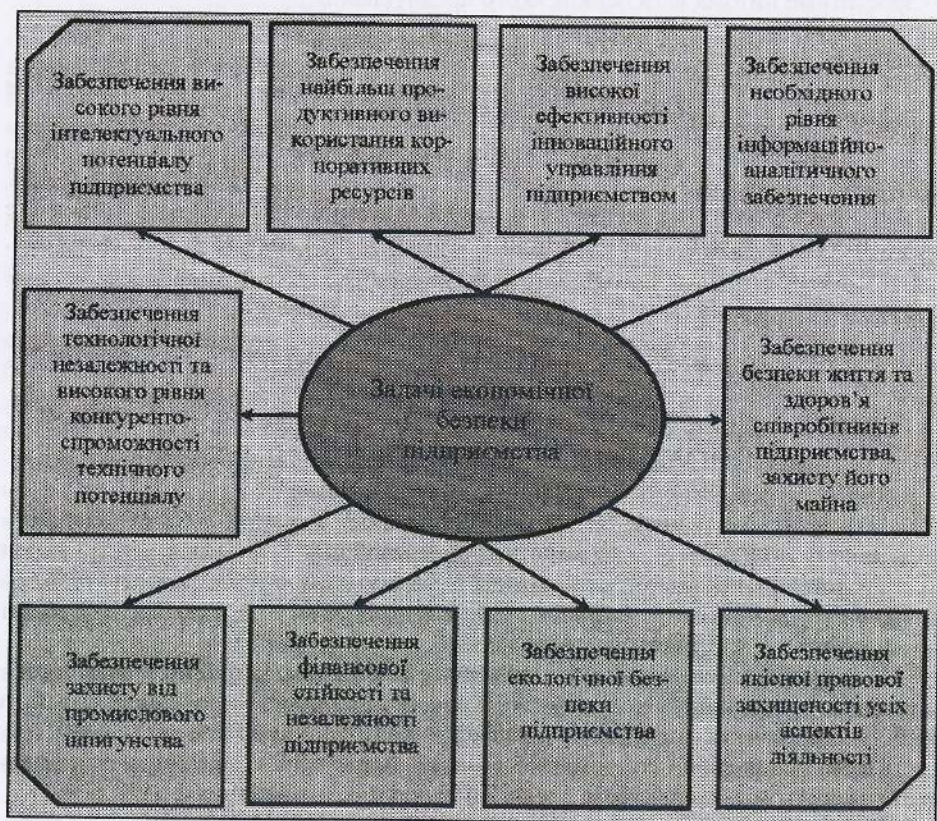 Забезпечення ви-
сокого рівня
інтелектуального
потенціалу
підприємства
Забезпечення
найбільш про-
дуктивного ви-
користання кор-
поративних
ресурсів
Забезпечення
високої
ефективності
інноваційного
управління
підприємством
Забезпечення
необхідного
рівня
інформаційно-
аналітичного
забезпечення
Забезпечення
технологічної
незалежності та
високого рівня
конкуренто-
спроможності
технічного
потенціалу
Задачі економічної
безпеки
підприємства
Забезпечення
безпеки життя та
здоров’я
співробітників
підприємства,
захисту його
майна
Забезпечення
захисту від
промислового
шпигунства
Забезпечення
фінансової
стійкості та
незалежності
підприємства
Забезпечення
екологічної без-
пеки
підприємства
Забезпечення
якісної правової
захищеності усіх
аспектів
діяльності